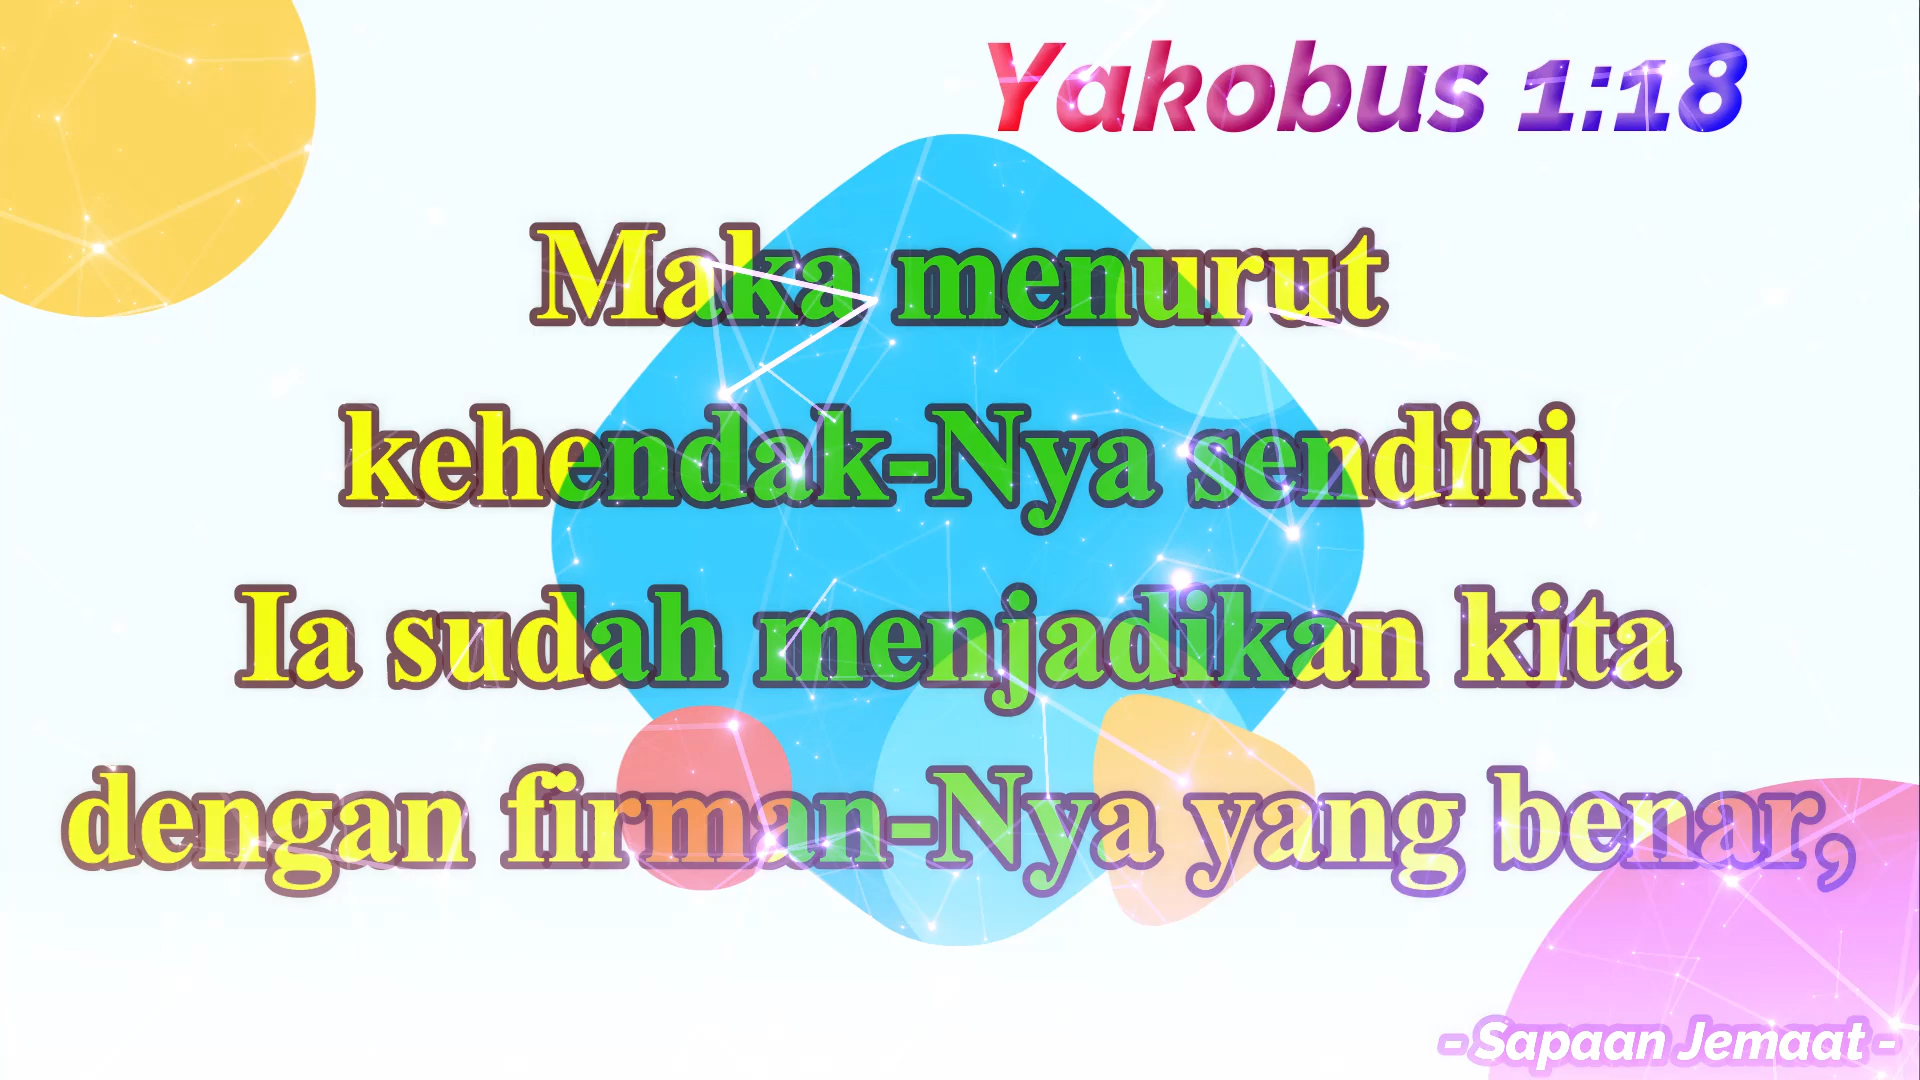 Yakobus 1:18
Maka menurut
kehendak-Nya sendiri
Ia sudah menjadikan kita
dengan firman-Nya yang benar,
- Sapaan Jemaat -